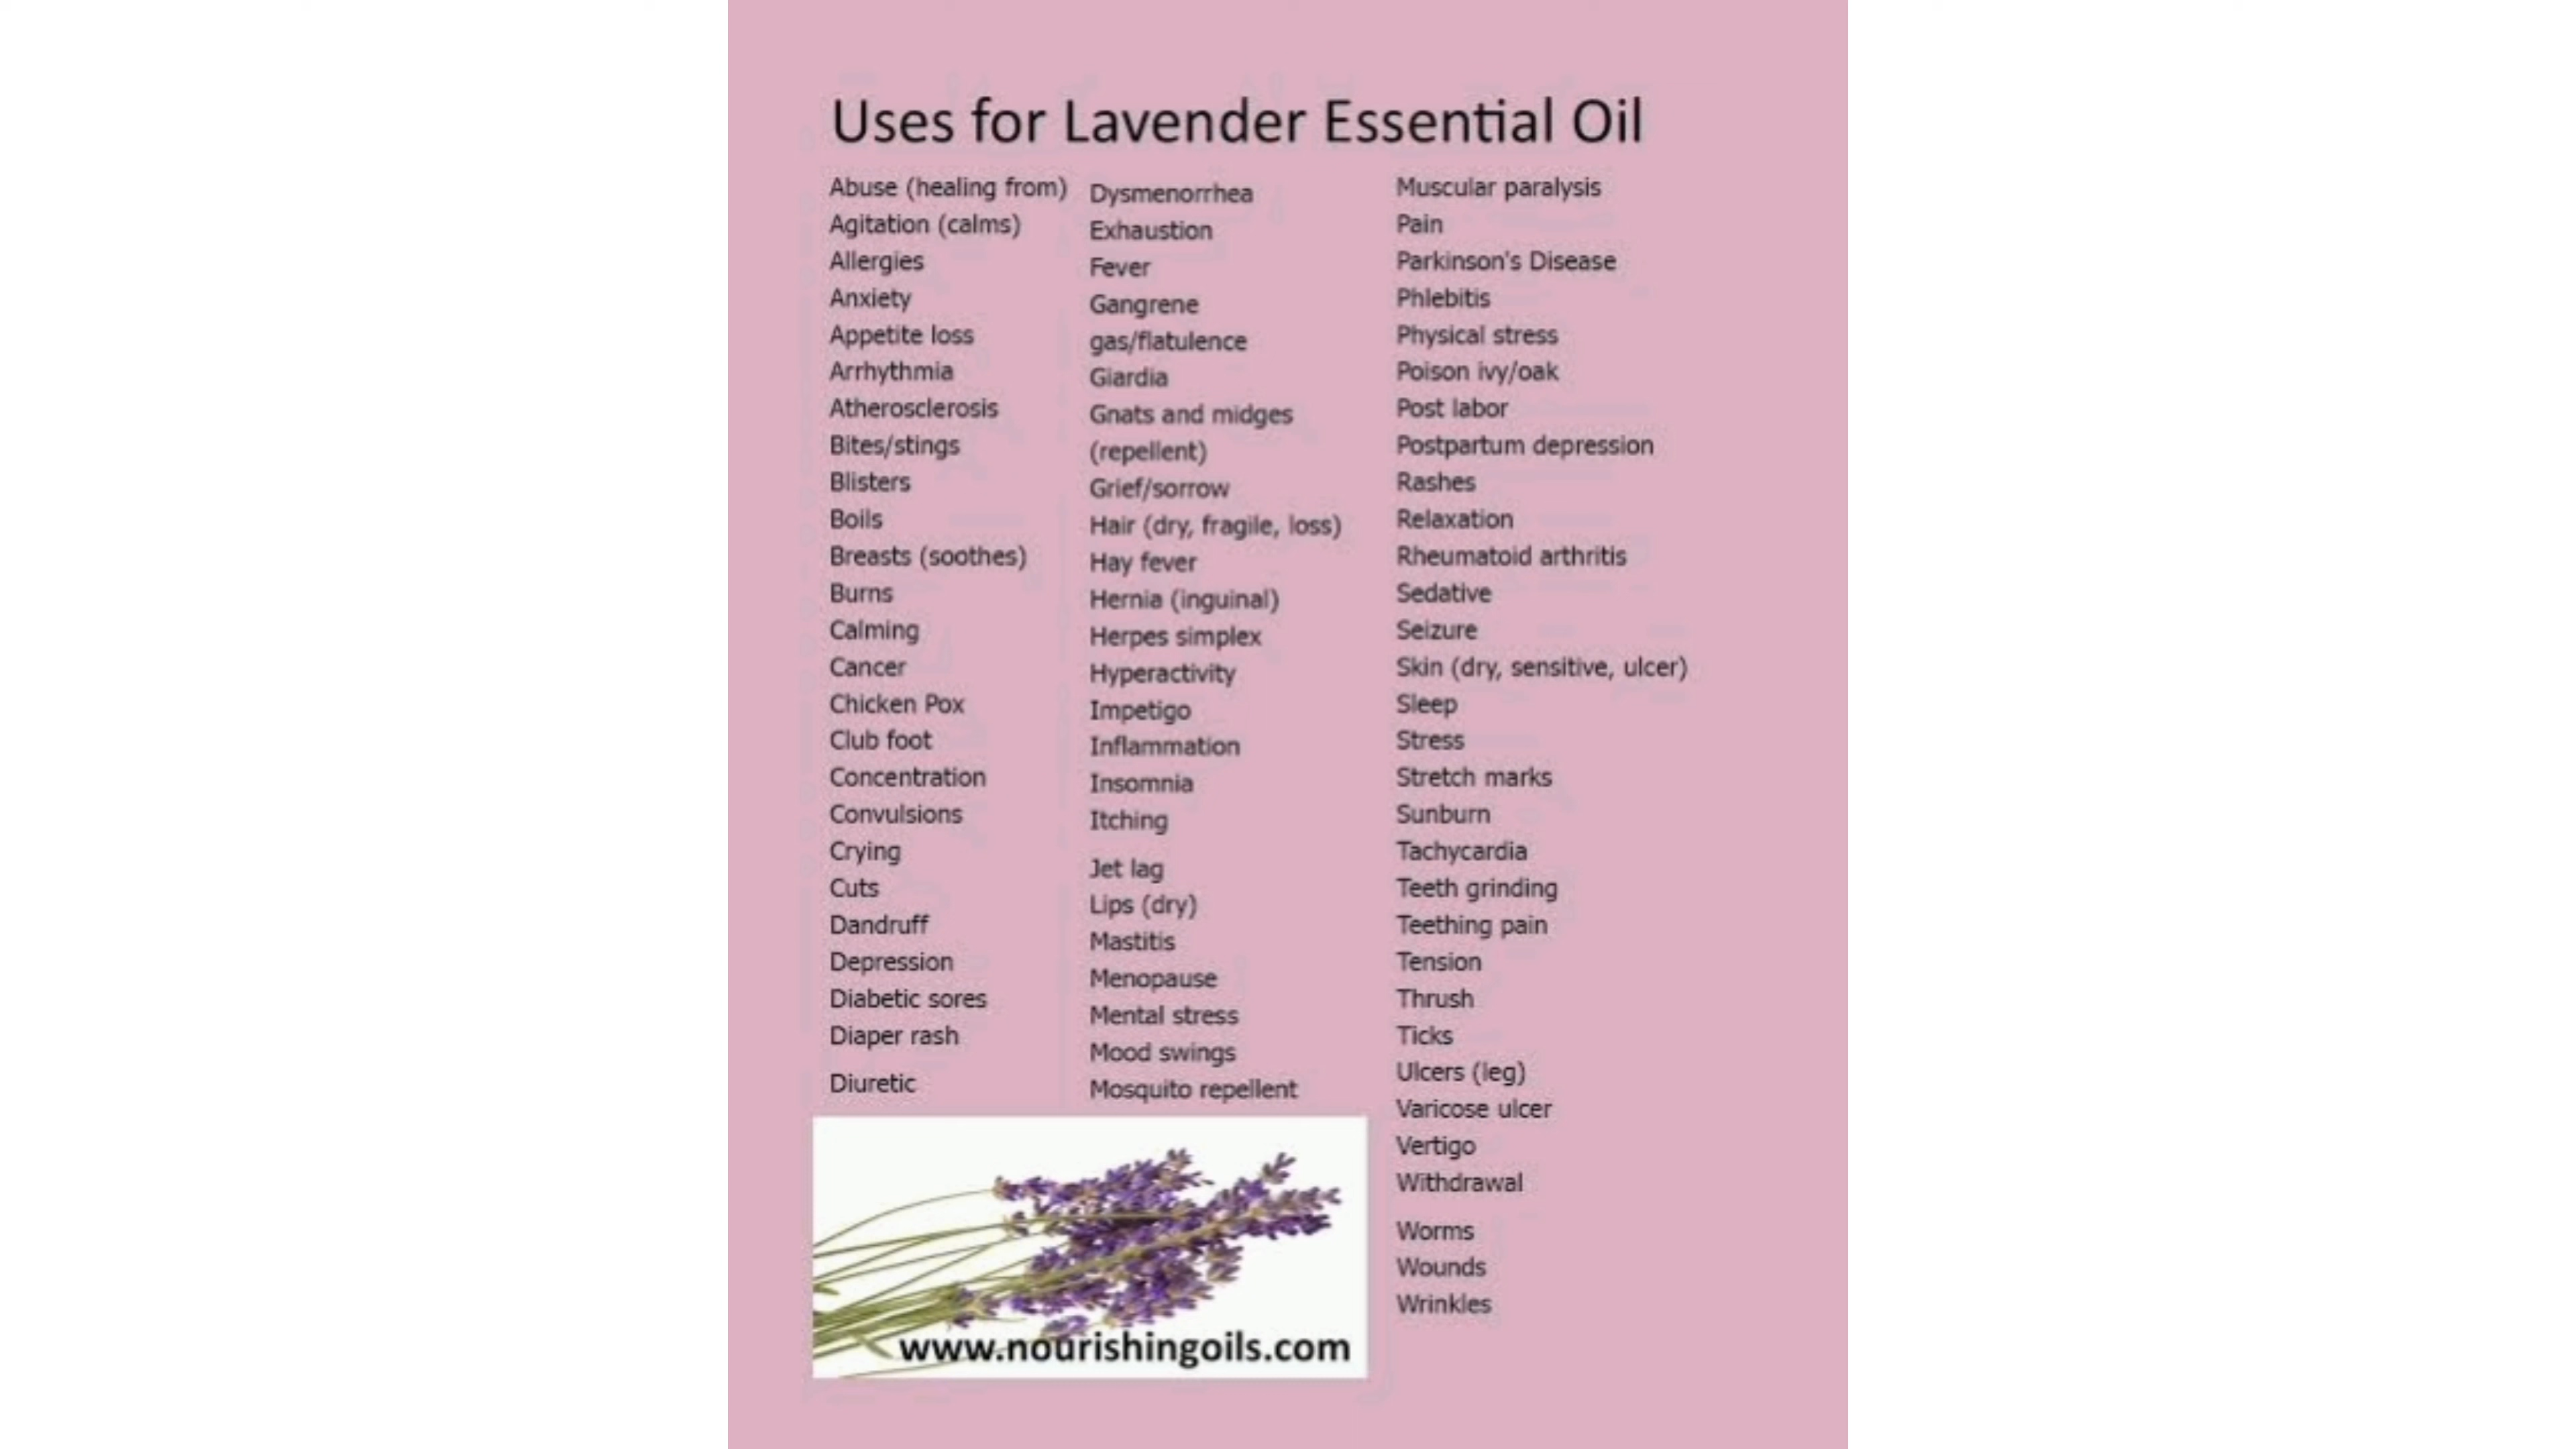 Uses for Lavender Essential Oil
Abuse (healing from)
Agitation (calms)
Allergies
Anxiety
Appetite loss
Arrhythmia
Atherosclerosis
Bites/stings
Blisters
Boils
Breasts (soothes)
Burns
Calming
Cancer
Chicken Pox
Club foot
Concentration
Convulsions
Crying
Cuts
Dandruff
Depression
Diabetic sores
Diaper rash
Diuretic
Dysmenorrhea
Exhaustion
Fever
Gangrene
gas/flatulence
Giardia
Gnats and midges
(repellent)
Grief/sorrow
Hair (dry, fragile, loss)
Hay fever
Hernia (inguinal)
Herpes simplex
Hyperactivity
Impetigo
Inflammation
Insomnia
Itching
Jet lag
Lips (dry)
Mastitis
Menopause
Mental stress
Mood swings
Mosquito repellent
Muscular paralysis
Pain
Parkinson's Disease
Phlebitis
Physical stress
Poison ivy/oak
Post labor
Postpartum depression
Rashes
Relaxation
Rheumatoid arthritis
Sedative
Seizure
Skin (dry, sensitive, ulcer)
Sleep
Stress
Stretch marks
Sunburn
Tachycardia
Teeth grinding
Teething pain
Tension
Thrush
Ticks
Ulcers (leg)
Varicose ulcer
Vertigo
Withdrawal
Worms
Wounds
Wrinkles
www.nourishingoils.com